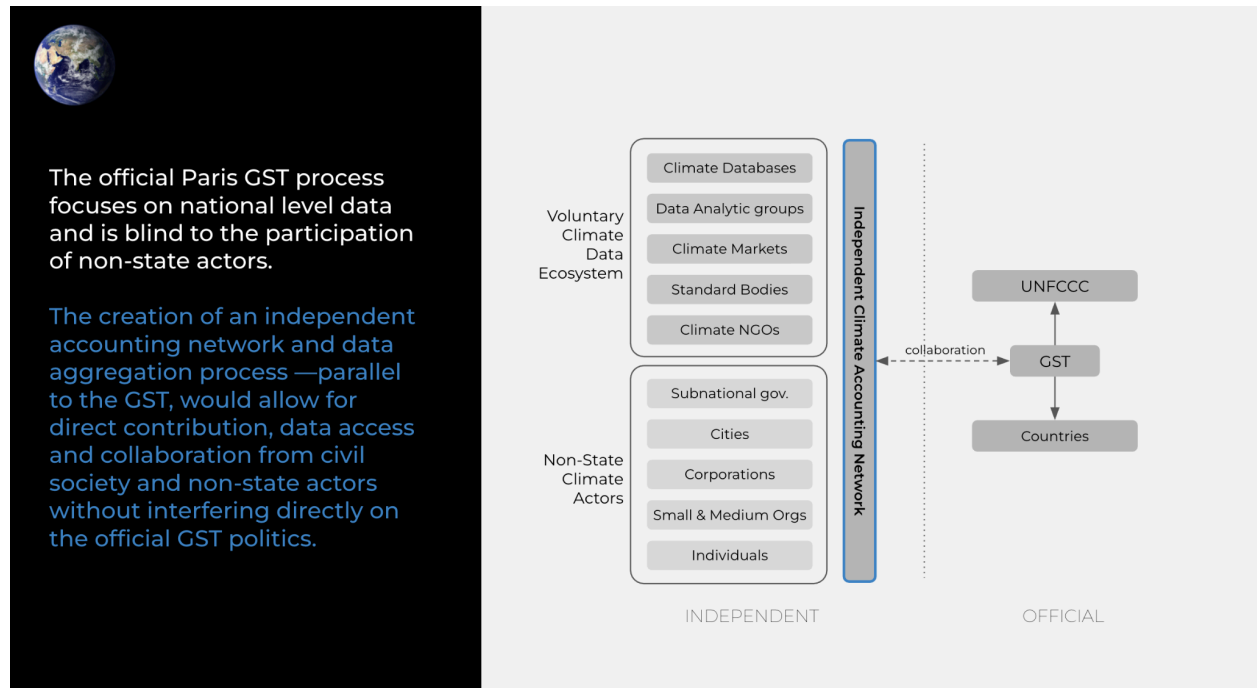 The official Paris GST process
focuses on national level data
and is blind to the participation
of non-state actors.
The creation of an independent
accounting network and data
aggregation process —parallel
to the GST, would allow for
direct contribution, data access
and collaboration from civil
society and non-state actors
without interfering directly on
the official GST politics.
Voluntary
Climate
Data
Ecosystem
Climate Databases
Data Analytic groups
Climate Markets
Standard Bodies
Climate NGOs
Non-State
Climate
Actors
Subnational gov.
Cities
Corporations
Small & Medium Orgs
Individuals
Independent Climate Accounting Network
collaboration
UNFCCC
GST
Countries
INDEPENDENT
OFFICIAL